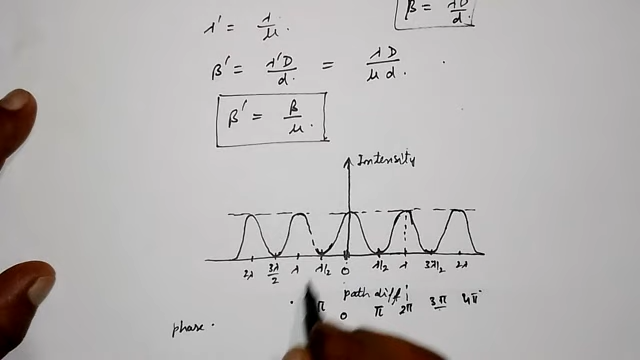 λ' = λ/μ.
β = λD/d.
β' = λ'D/d. = λD/μd.
β' = β/μ.
Intensity
2λ 3λ/2 λ λ/2 0 λ/2 λ 3λ/2 2λ
path diff
π 0 π 2π 3π 4π
phase.